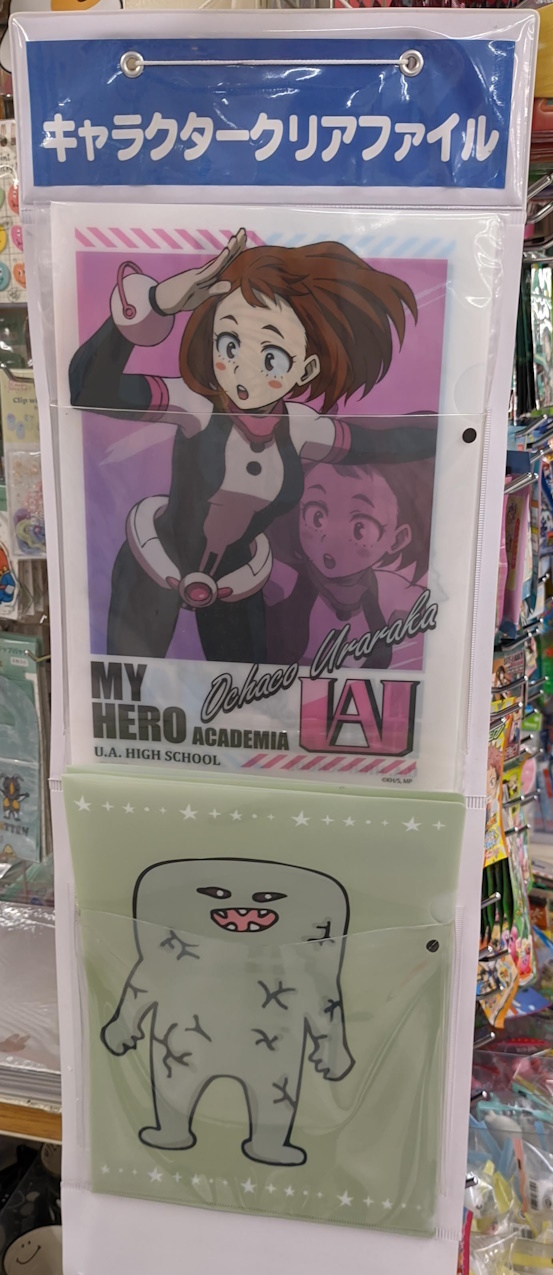 キャラクタークリアファイル
Ochaco Uraraka
MY
HERO ACADEMIA
UA
U.A. HIGH SCHOOL
Clip